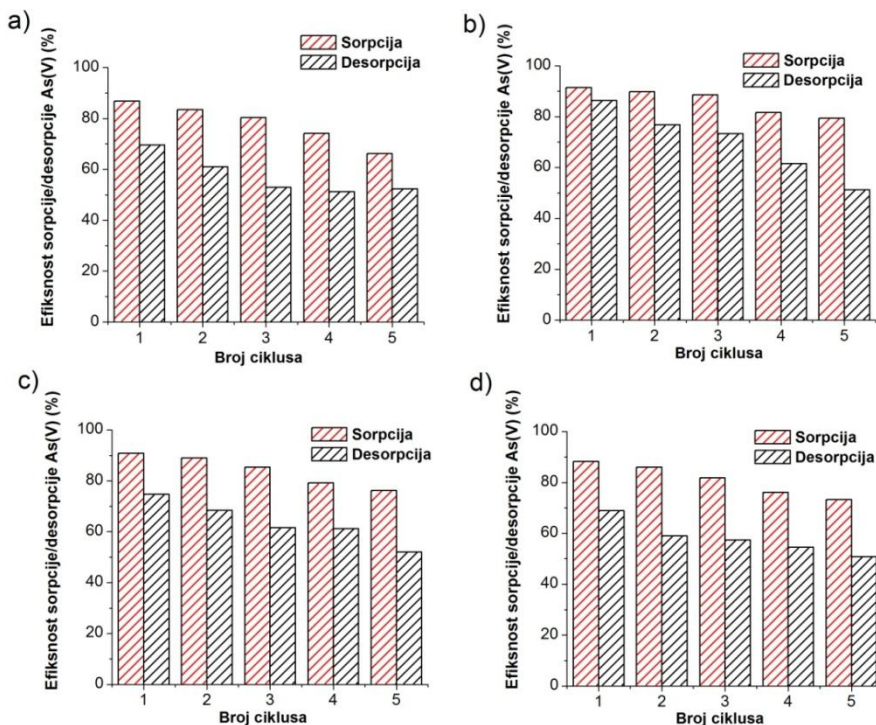 a)
Sorpcija
Desorpcija
Efiksnost sorpcije/desorpcije As(V) (%)
100
80
60
40
20
0
1 2 3 4 5
Broj ciklusa
b)
Sorpcija
Desorpcija
Efiksnost sorpcije/desorpcije As(V) (%)
100
80
60
40
20
0
1 2 3 4 5
Broj ciklusa
c)
Sorpcija
Desorpcija
Efiksnost sorpcije/desorpcije As(V) (%)
100
80
60
40
20
0
1 2 3 4 5
Broj ciklusa
d)
Sorpcija
Desorpcija
Efiksnost sorpcije/desorpcije As(V) (%)
100
80
60
40
20
0
1 2 3 4 5
Broj ciklusa